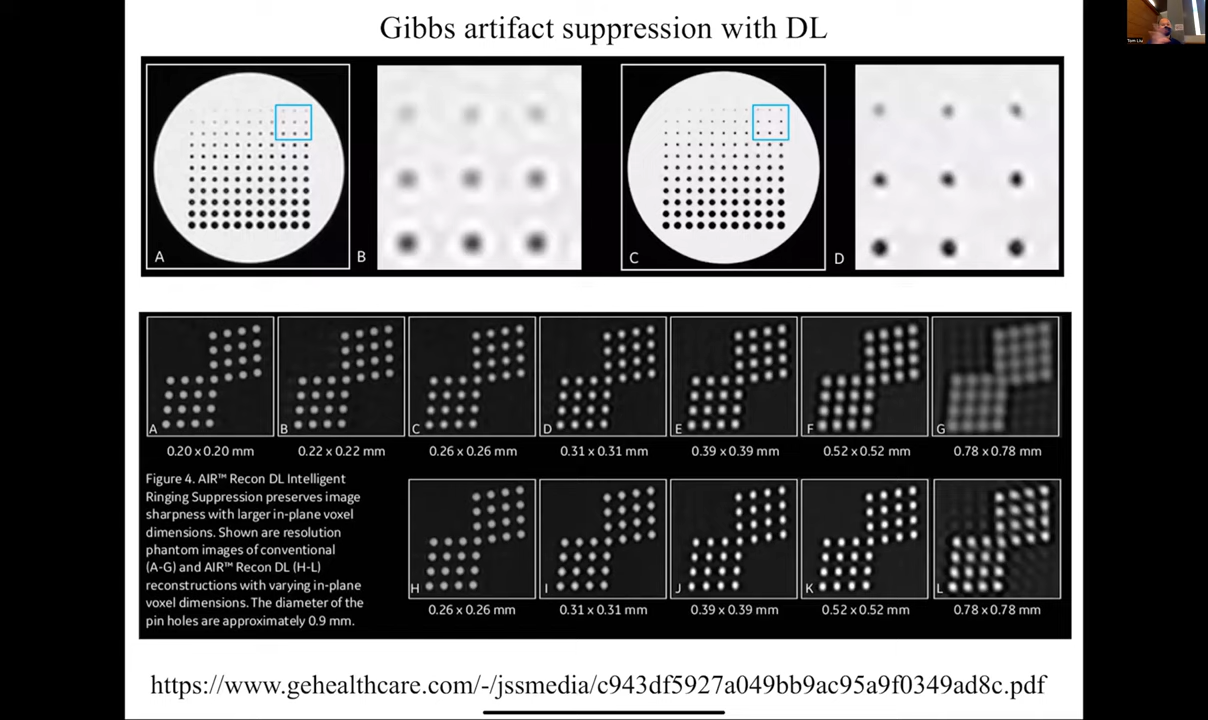 Gibbs artifact suppression with DL
Tom Liu
A
B
C
D
A
B
C
D
E
F
G
0.20 x 0.20 mm
0.22 x 0.22 mm
0.26 x 0.26 mm
0.31 x 0.31 mm
0.39 x 0.39 mm
0.52 x 0.52 mm
0.78 x 0.78 mm
Figure 4. AIR™ Recon DL Intelligent
Ringing Suppression preserves image
sharpness with larger in-plane voxel
dimensions. Shown are resolution
phantom images of conventional
(A-G) and AIR™ Recon DL (H-L)
reconstructions with varying in-plane
voxel dimensions. The diameter of the
pin holes are approximately 0.9 mm.
H
I
J
K
L
0.26 x 0.26 mm
0.31 x 0.31 mm
0.39 x 0.39 mm
0.52 x 0.52 mm
0.78 x 0.78 mm
https://www.gehealthcare.com/-/jssmedia/c943df5927a049bb9ac95a9f0349ad8c.pdf